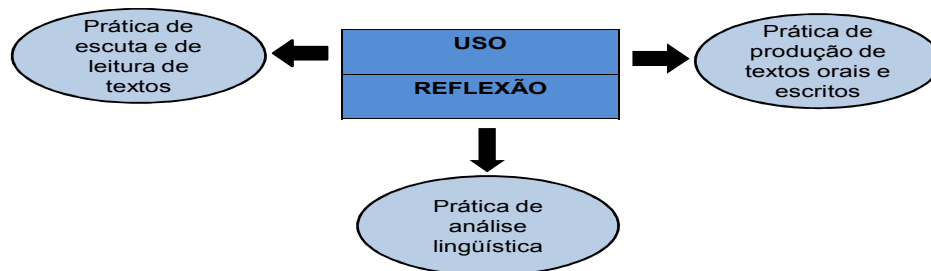 Prática de
escuta e de
leitura de
textos
USO
REFLEXÃO
Prática de
produção de
textos orais e
escritos
Prática de
análise
lingüística